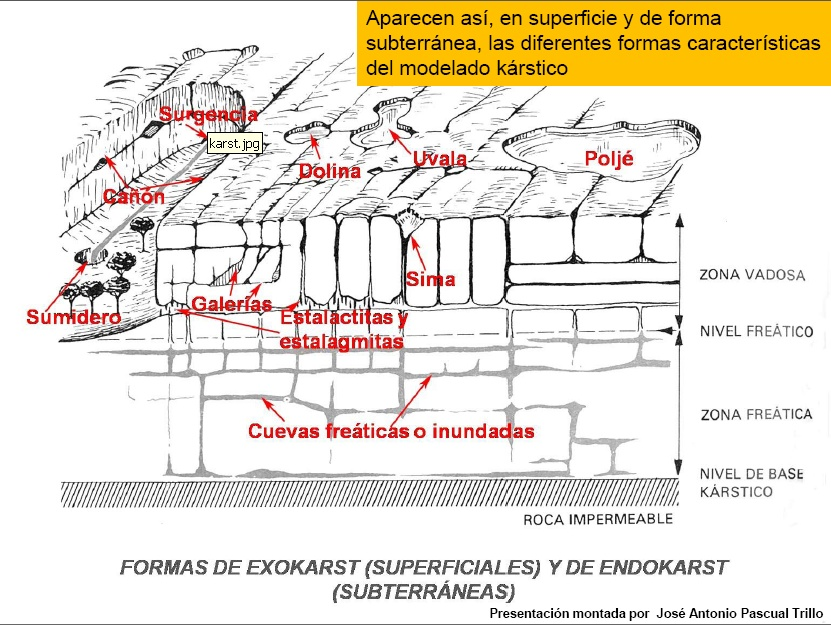 Aparecen así, en superficie y de forma
subterránea, las diferentes formas características
del modelado kárstico
Surgencia
karst.jpg
Dolina
Uvala
Poljé
Cañón
Sima
ZONA VADOSA
Galerías
Sumidero
Estalactitas y
estalagmitas
NIVEL FREÁTICO
ZONA FREÁTICA
Cuevas freáticas o inundadas
NIVEL DE BASE
KÁRSTICO
ROCA IMPERMEABLE
FORMAS DE EXOKARST (SUPERFICIALES) Y DE ENDOKARST
(SUBTERRÁNEAS)
Presentación montada por José Antonio Pascual Trillo